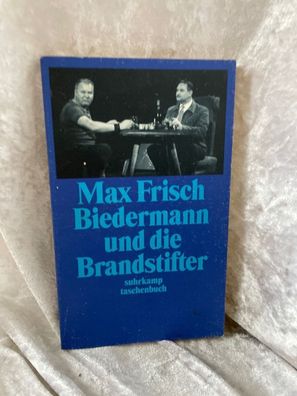 Max Frisch
Biedermann
und die
Brandstifter
suhrkamp
taschenbuch